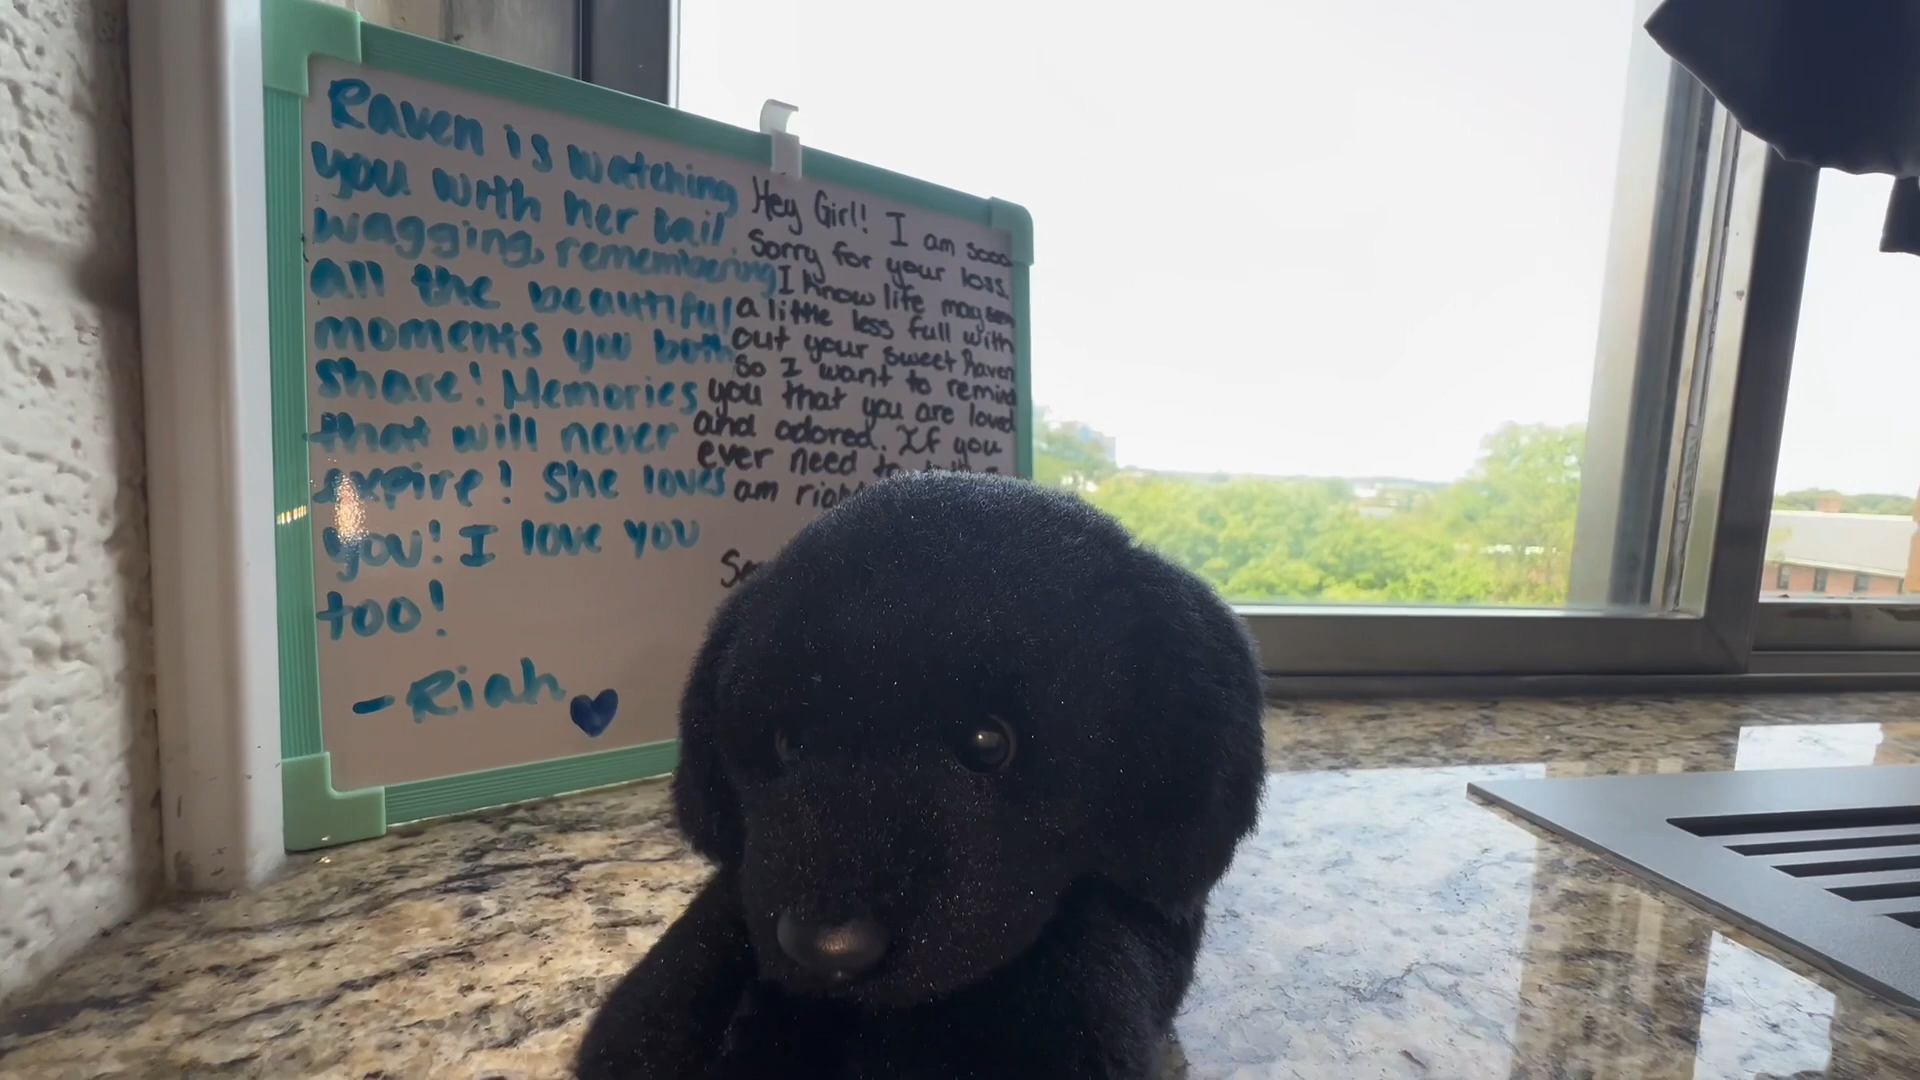 Raven is watching
you with her tail
wagging, remembering
all the beautiful
moments you both
share! Memories
that will never
expire! She loves
you! I love you
too!
-Riah
Hey Girl! I am sooo
Sorry for your loss.
I know life may
a little less full with
out your sweet Raven
so I want to remind
you that you are loved
and adored. If you
ever need to
am